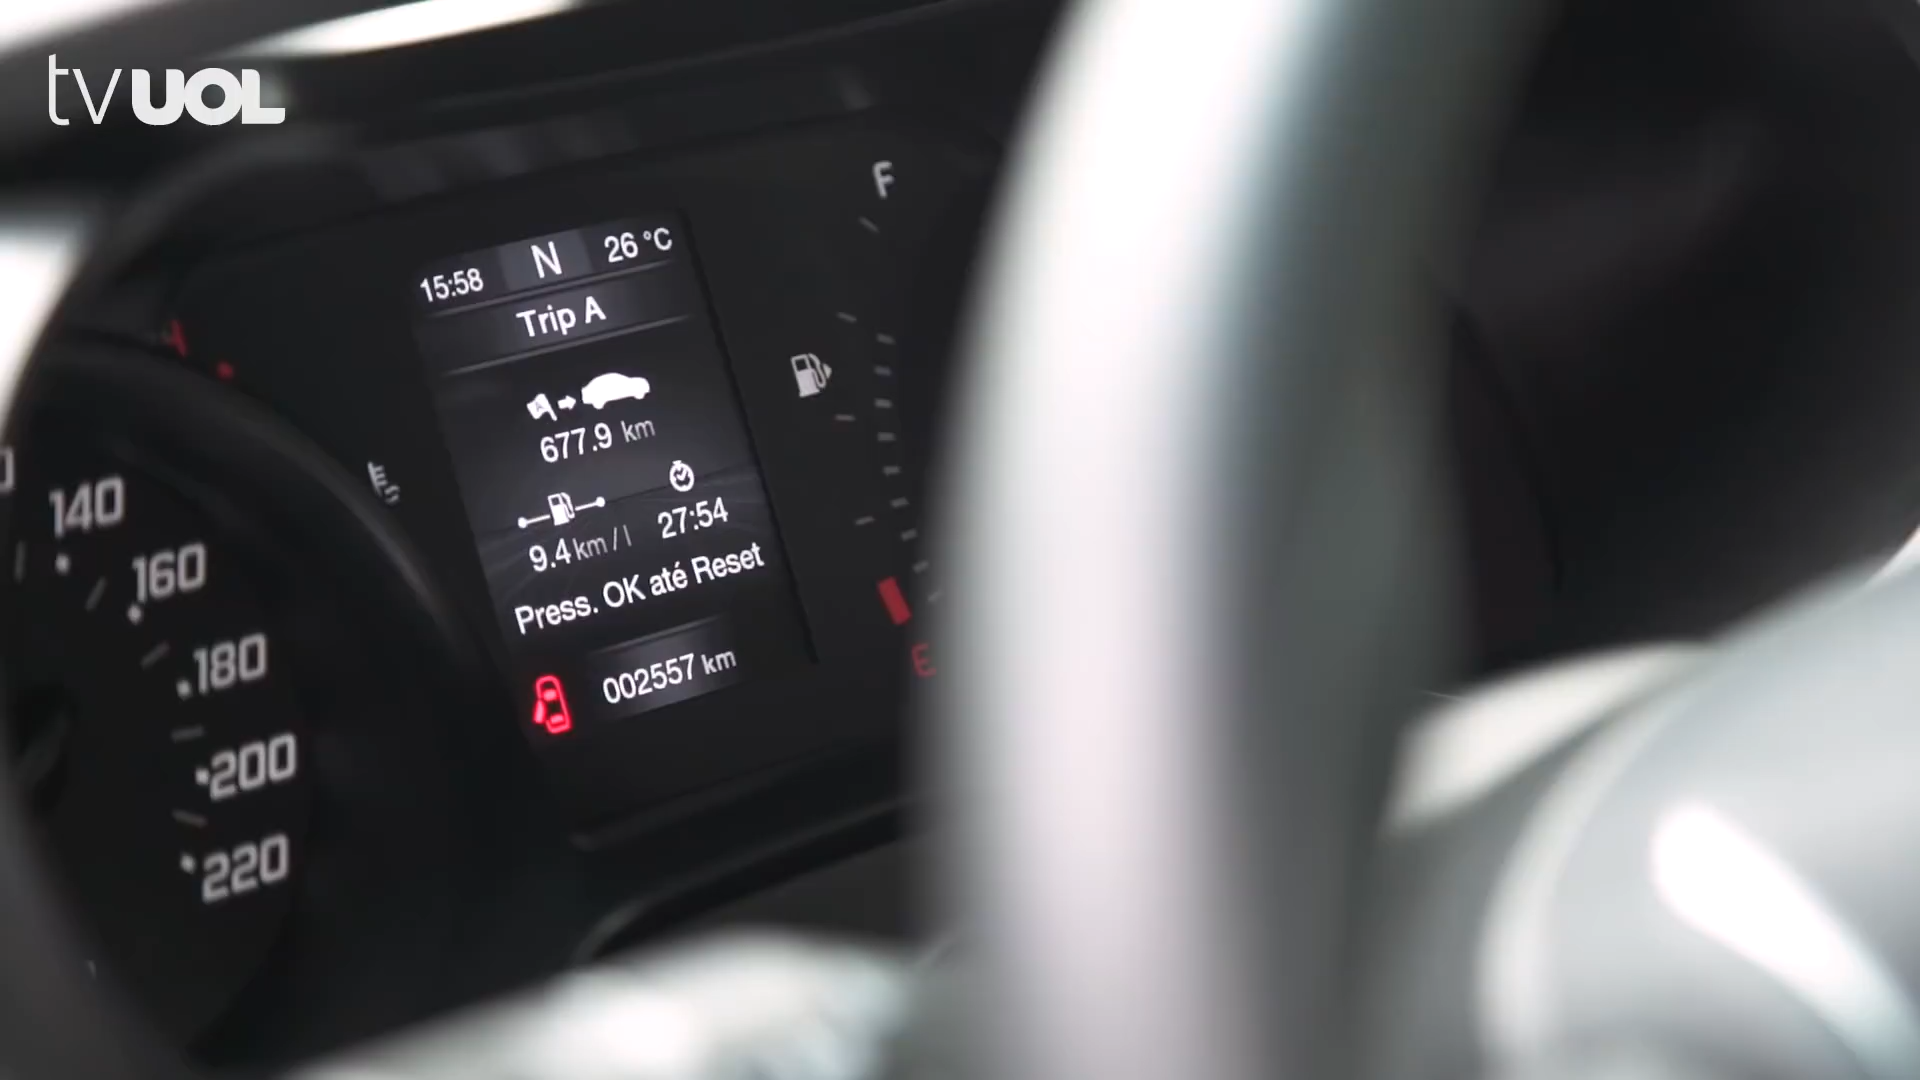 tvUOL
15:58 N 26 °C
Trip A
677.9 km
9.4 km/l 27:54
Press. OK até Reset
002557 km
F
E
140
160
180
200
220